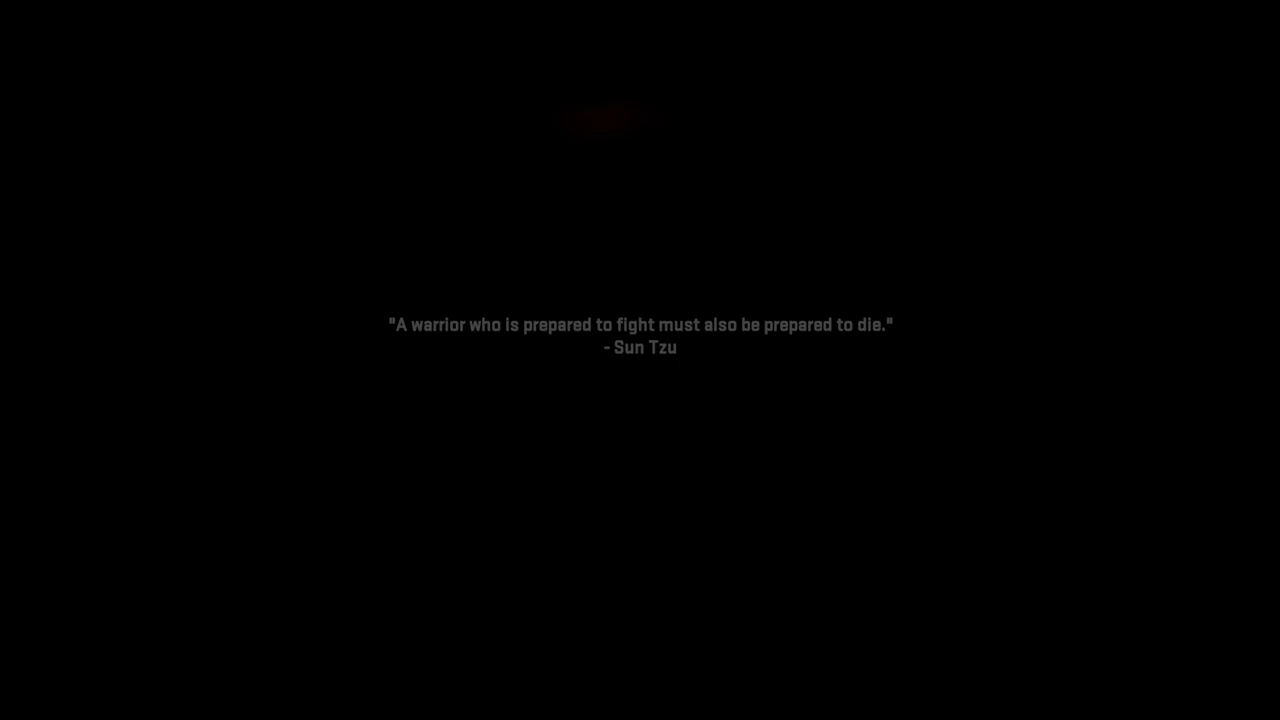 "A warrior who is prepared to fight must also be prepared to die."
- Sun Tzu